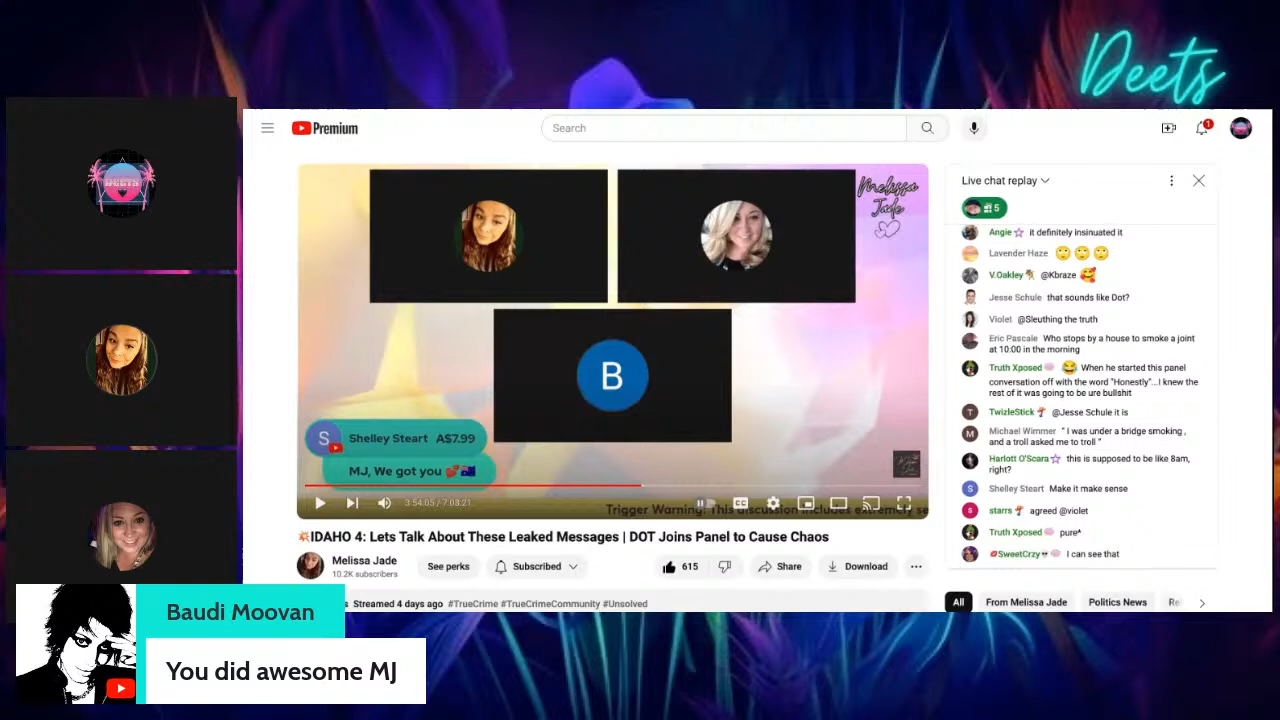 Deets
DEETS
Premium
Search
1
Melissa
Jade
B
S
Shelley Steart A$7.99
MJ, We got you 💕🇦🇺
3:54:05 / 7:08:21
CC
Trigger Warning: This discussion includes extremely se
💥IDAHO 4: Lets Talk About These Leaked Messages | DOT Joins Panel to Cause Chaos
Melissa Jade
10.2K subscribers
See perks
Subscribed
615
Share
Download
Streamed 4 days ago #TrueCrime #TrueCrimeCommunity #Unsolved
Live chat replay
5
Angie it definitely insinuated it
Lavender Haze 🙄🙄🙄
V.Oakley @Kbraze 🥰
Jesse Schule that sounds like Dot?
Violet @Sleuthing the truth
Eric Pascale Who stops by a house to smoke a joint
at 10:00 in the morning
Truth Xposed 😂 When he started this panel
conversation off with the word "Honestly"...I knew the
rest of it was going to be ure bullshit
T
TwizleStick @Jesse Schule it is
M
Michael Wimmer " I was under a bridge smoking ,
and a troll asked me to troll "
Harlott O'Scara this is supposed to be like 8am,
right?
S
Shelley Steart Make it make sense
s
starrs agreed @violet
Truth Xposed pure*
SweetCrzy I can see that
All
From Melissa Jade
Politics News
Baudi Moovan
You did awesome MJ